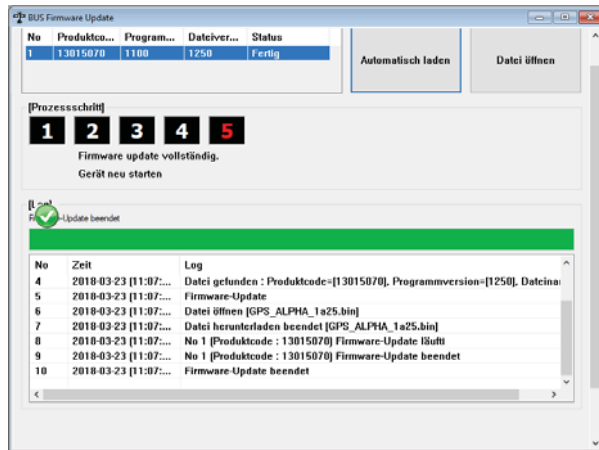 BUS Firmware Update
No Produktco... Program... Dateiver... Status
1 13015070 1100 1250 Fertig
Automatisch laden
Datei öffnen
[Prozessschritt]
1 2 3 4 5
Firmware update vollständig.
Gerät neu starten
-Update beendet
No Zeit Log
4 2018-03-23 [11:07:... Datei gefunden : Produktcode=[13015070], Programmversion=[1250], Dateinar
5 2018-03-23 [11:07:... Firmware-Update
6 2018-03-23 [11:07:... Datei öffnen [GPS_ALPHA_1a25.bin]
7 2018-03-23 [11:07:... Datei herunterladen beendet [GPS_ALPHA_1a25.bin]
8 2018-03-23 [11:07:... No 1 [Produktcode : 13015070] Firmware-Update läufti
9 2018-03-23 [11:07:... No 1 [Produktcode : 13015070] Firmware-Update beendet
10 2018-03-23 [11:07:... Firmware-Update beendet